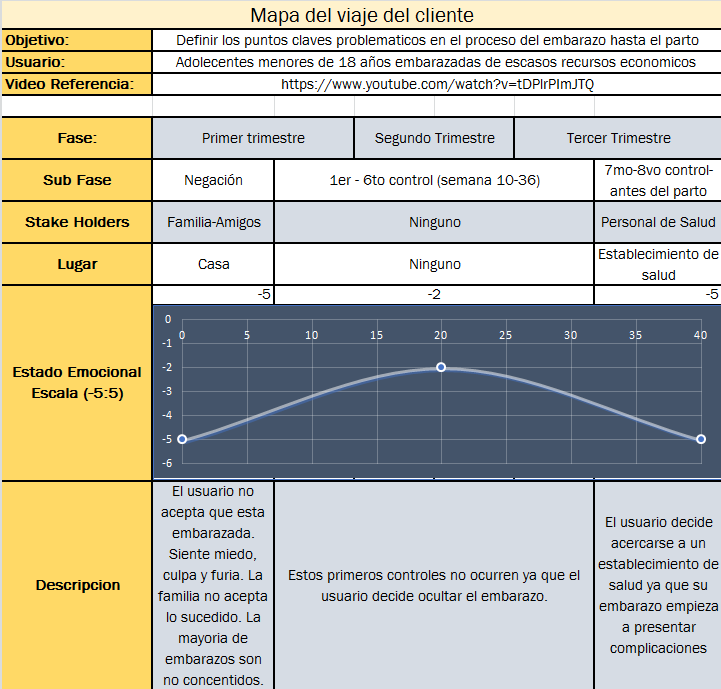 Mapa del viaje del cliente
Objetivo: Definir los puntos claves problematicos en el proceso del embarazo hasta el parto
Usuario: Adolecentes menores de 18 años embarazadas de escasos recursos economicos
Video Referencia: https://www.youtube.com/watch?v=tDPlrPImJTQ
Fase: Primer trimestre Segundo Trimestre Tercer Trimestre
Sub Fase Negación 1er - 6to control (semana 10-36)
7mo-8vo control-
antes del parto
Stake Holders Familia-Amigos Ninguno Personal de Salud
Lugar Casa Ninguno
Establecimiento de
salud
-5 -2 -5
Estado Emocional
Escala (-5:5)
0
0 5 10 15 20 25 30 35 40
-1
-2
-3
-4
-5
-6
Descripcion
El usuario no
acepta que esta
embarazada.
Siente miedo,
culpa y furia. La
familia no acepta
lo sucedido. La
mayoria de
embarazos son
no concentidos.
Estos primeros controles no ocurren ya que el
usuario decide ocultar el embarazo.
El usuario decide
acercarse a un
establecimiento de
salud ya que su
embarazo empieza
a presentar
complicaciones